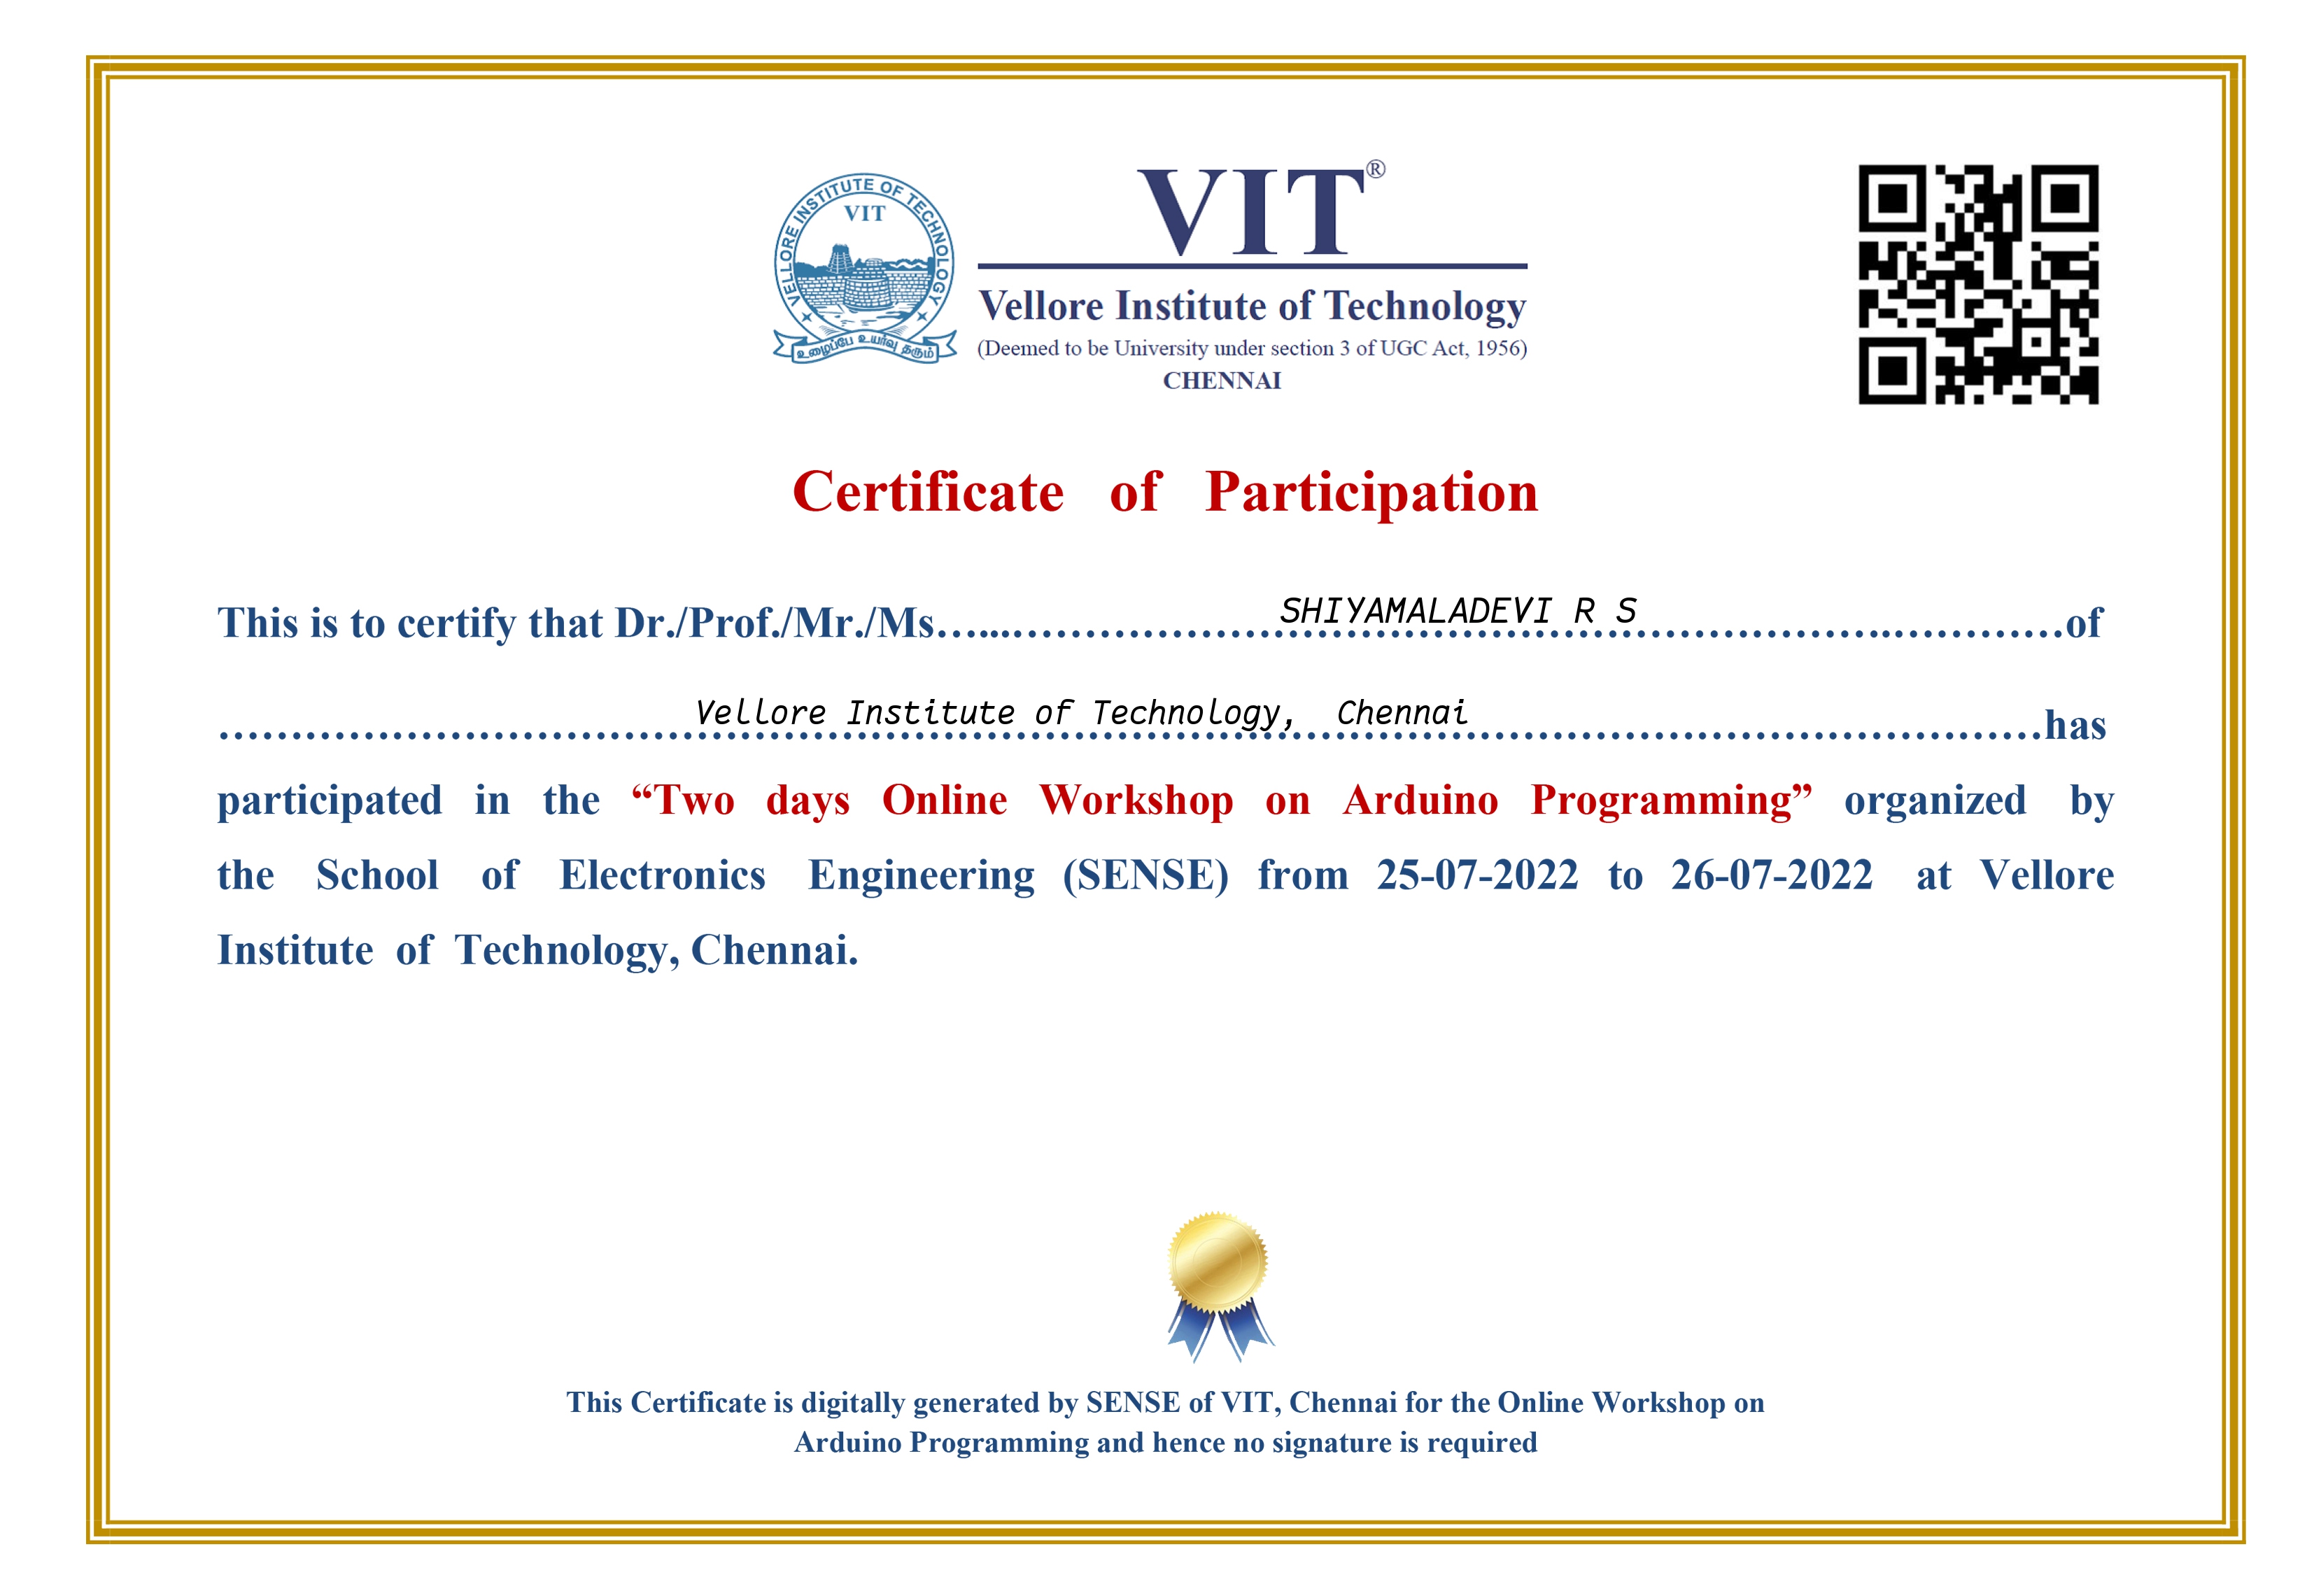 VELLORE INSTITUTE OF TECHNOLOGY
VIT
உழைப்பே உயர்வு தரும்
VIT®
Vellore Institute of Technology
(Deemed to be University under section 3 of UGC Act, 1956)
CHENNAI
Certificate of Participation
This is to certify that Dr./Prof./Mr./Ms.......SHIYAMALADEVI R S.......of
.......Vellore Institute of Technology, Chennai.......has
participated in the “Two days Online Workshop on Arduino Programming” organized by
the School of Electronics Engineering (SENSE) from 25-07-2022 to 26-07-2022 at Vellore
Institute of Technology, Chennai.
This Certificate is digitally generated by SENSE of VIT, Chennai for the Online Workshop on
Arduino Programming and hence no signature is required